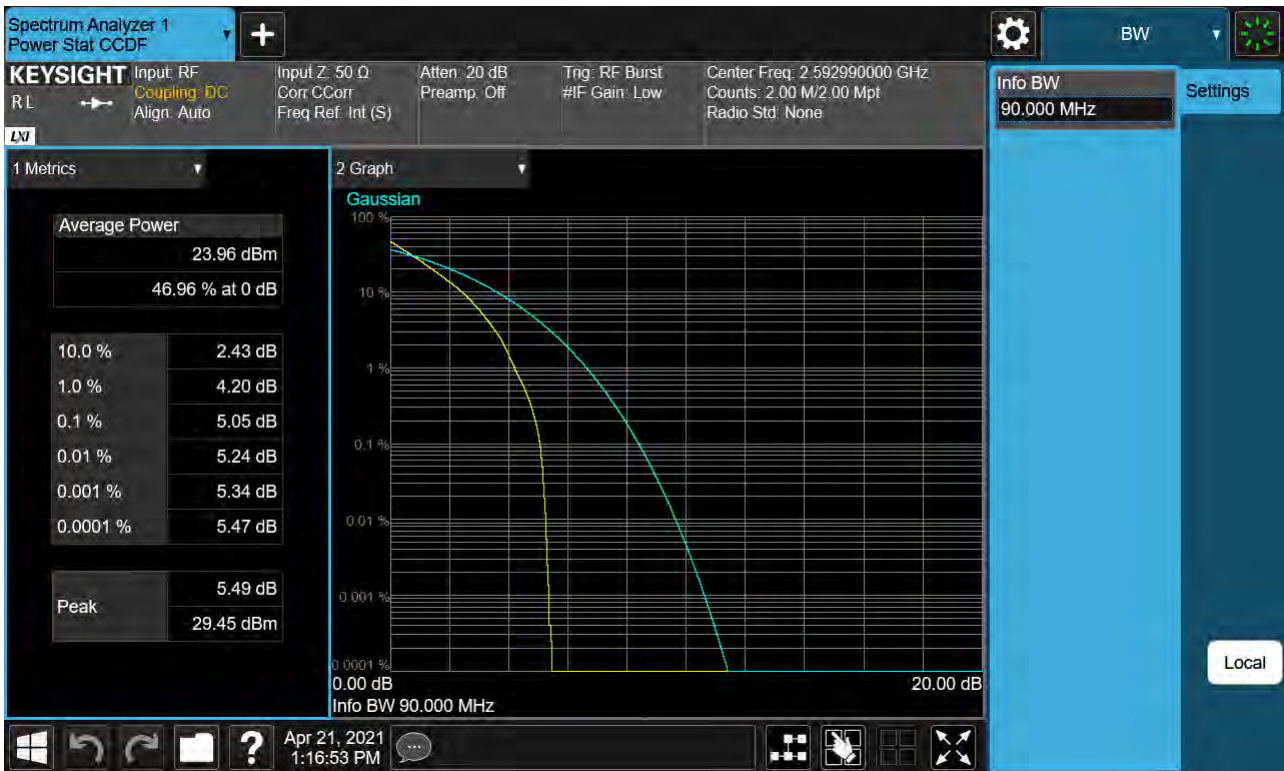 Spectrum Analyzer 1
Power Stat CCDF
BW
KEYSIGHT
R L
LXI
Input: RF
Coupling: DC
Align: Auto
Input Z: 50 Ω
Corr CCorr
Freq Ref: Int (S)
Atten: 20 dB
Preamp: Off
Trig: RF Burst
#IF Gain: Low
Center Freq: 2.592990000 GHz
Counts: 2.00 M/2.00 Mpt
Radio Std: None
Info BW
90.000 MHz
Settings
1 Metrics
Average Power
23.96 dBm
46.96 % at 0 dB
10.0 % 2.43 dB
1.0 % 4.20 dB
0.1 % 5.05 dB
0.01 % 5.24 dB
0.001 % 5.34 dB
0.0001 % 5.47 dB
Peak
5.49 dB
29.45 dBm
2 Graph
Gaussian
100 %
10 %
1 %
0.1 %
0.01 %
0.001 %
0.0001 %
0.00 dB 20.00 dB
Info BW 90.000 MHz
Local
?
Apr 21, 2021
1:16:53 PM